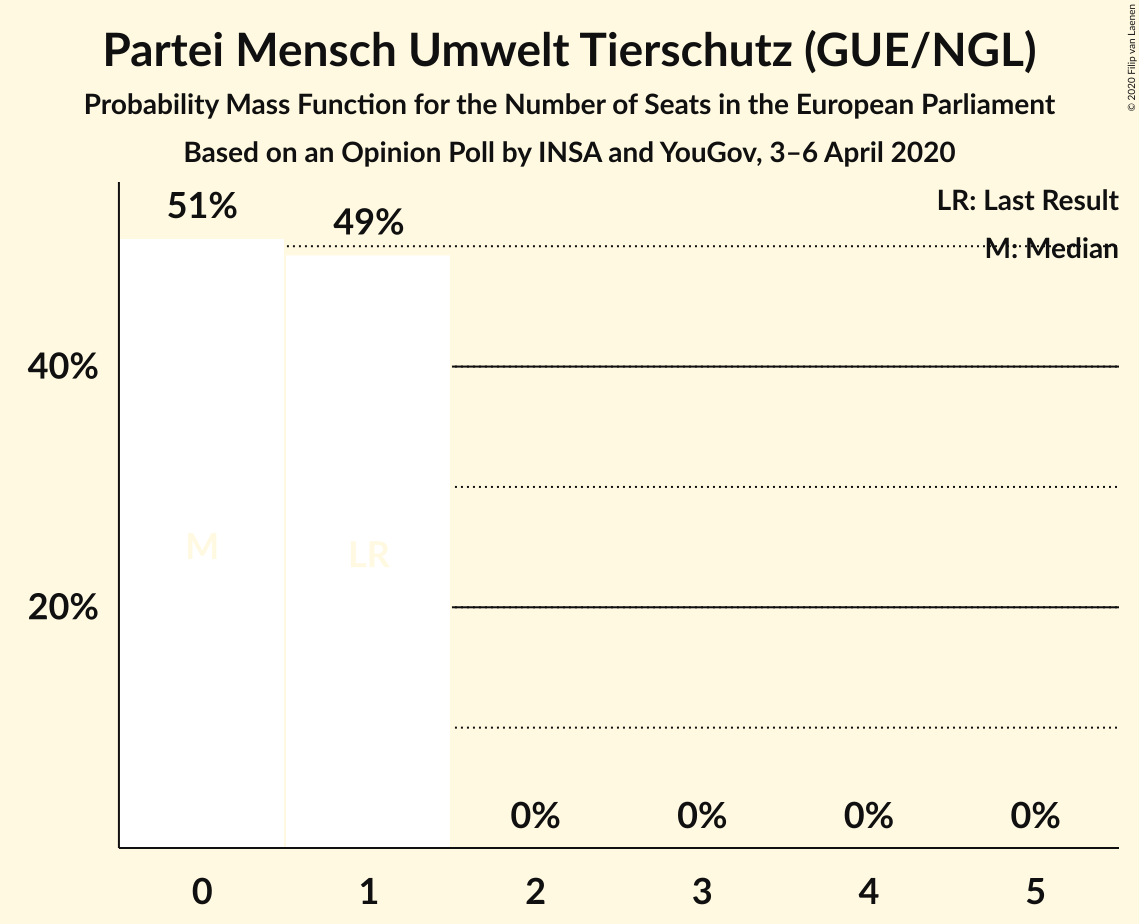 Partei Mensch Umwelt Tierschutz (GUE/NGL)
Probability Mass Function for the Number of Seats in the European Parliament
Based on an Opinion Poll by INSA and YouGov, 3–6 April 2020
© 2020 Filip van Laenen
LR: Last Result
M: Median
51%
49%
40%
20%
M
LR
0%
0%
0%
0%
0
1
2
3
4
5